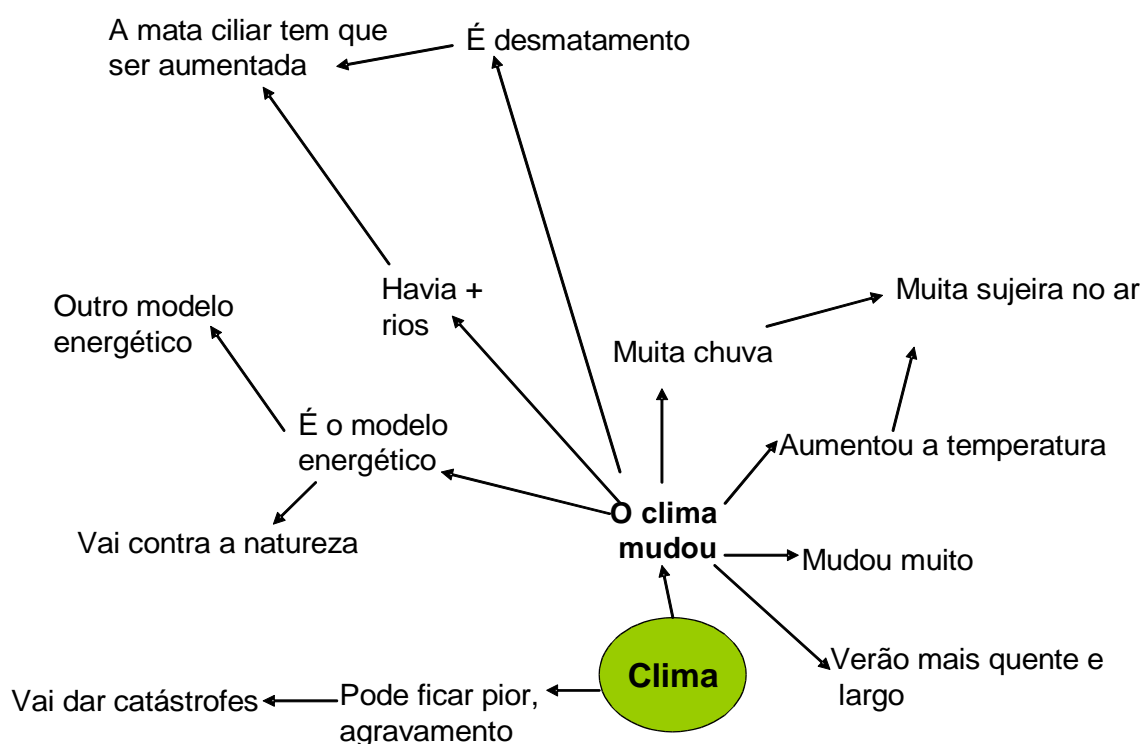 A mata ciliar tem que
ser aumentada
É desmatamento
Havia +
rios
Muita sujeira no ar
Outro modelo
energético
Muita chuva
É o modelo
energético
Aumentou a temperatura
Vai contra a natureza
O clima
mudou
Mudou muito
Clima
Verão mais quente e
largo
Vai dar catástrofes
Pode ficar pior,
agravamento